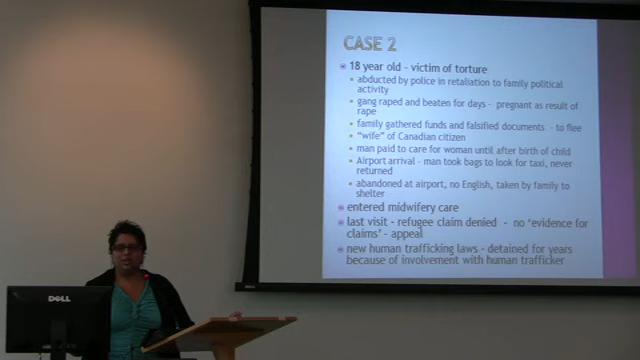 CASE 2
18 year old - victim of torture
abducted by police in retaliation to family political
activity
gang raped and beaten for days - pregnant as result of
rape
family gathered funds and falsified documents - to flee
"wife" of Canadian citizen
man paid to care for woman until after birth of child
Airport arrival - man took bags to look for taxi, never
returned
abandoned at airport, no English, taken by family to
shelter
entered midwifery care
last visit - refugee claim denied - no 'evidence for
claims' - appeal
new human trafficking laws - detained for years
because of involvement with human trafficker
DELL